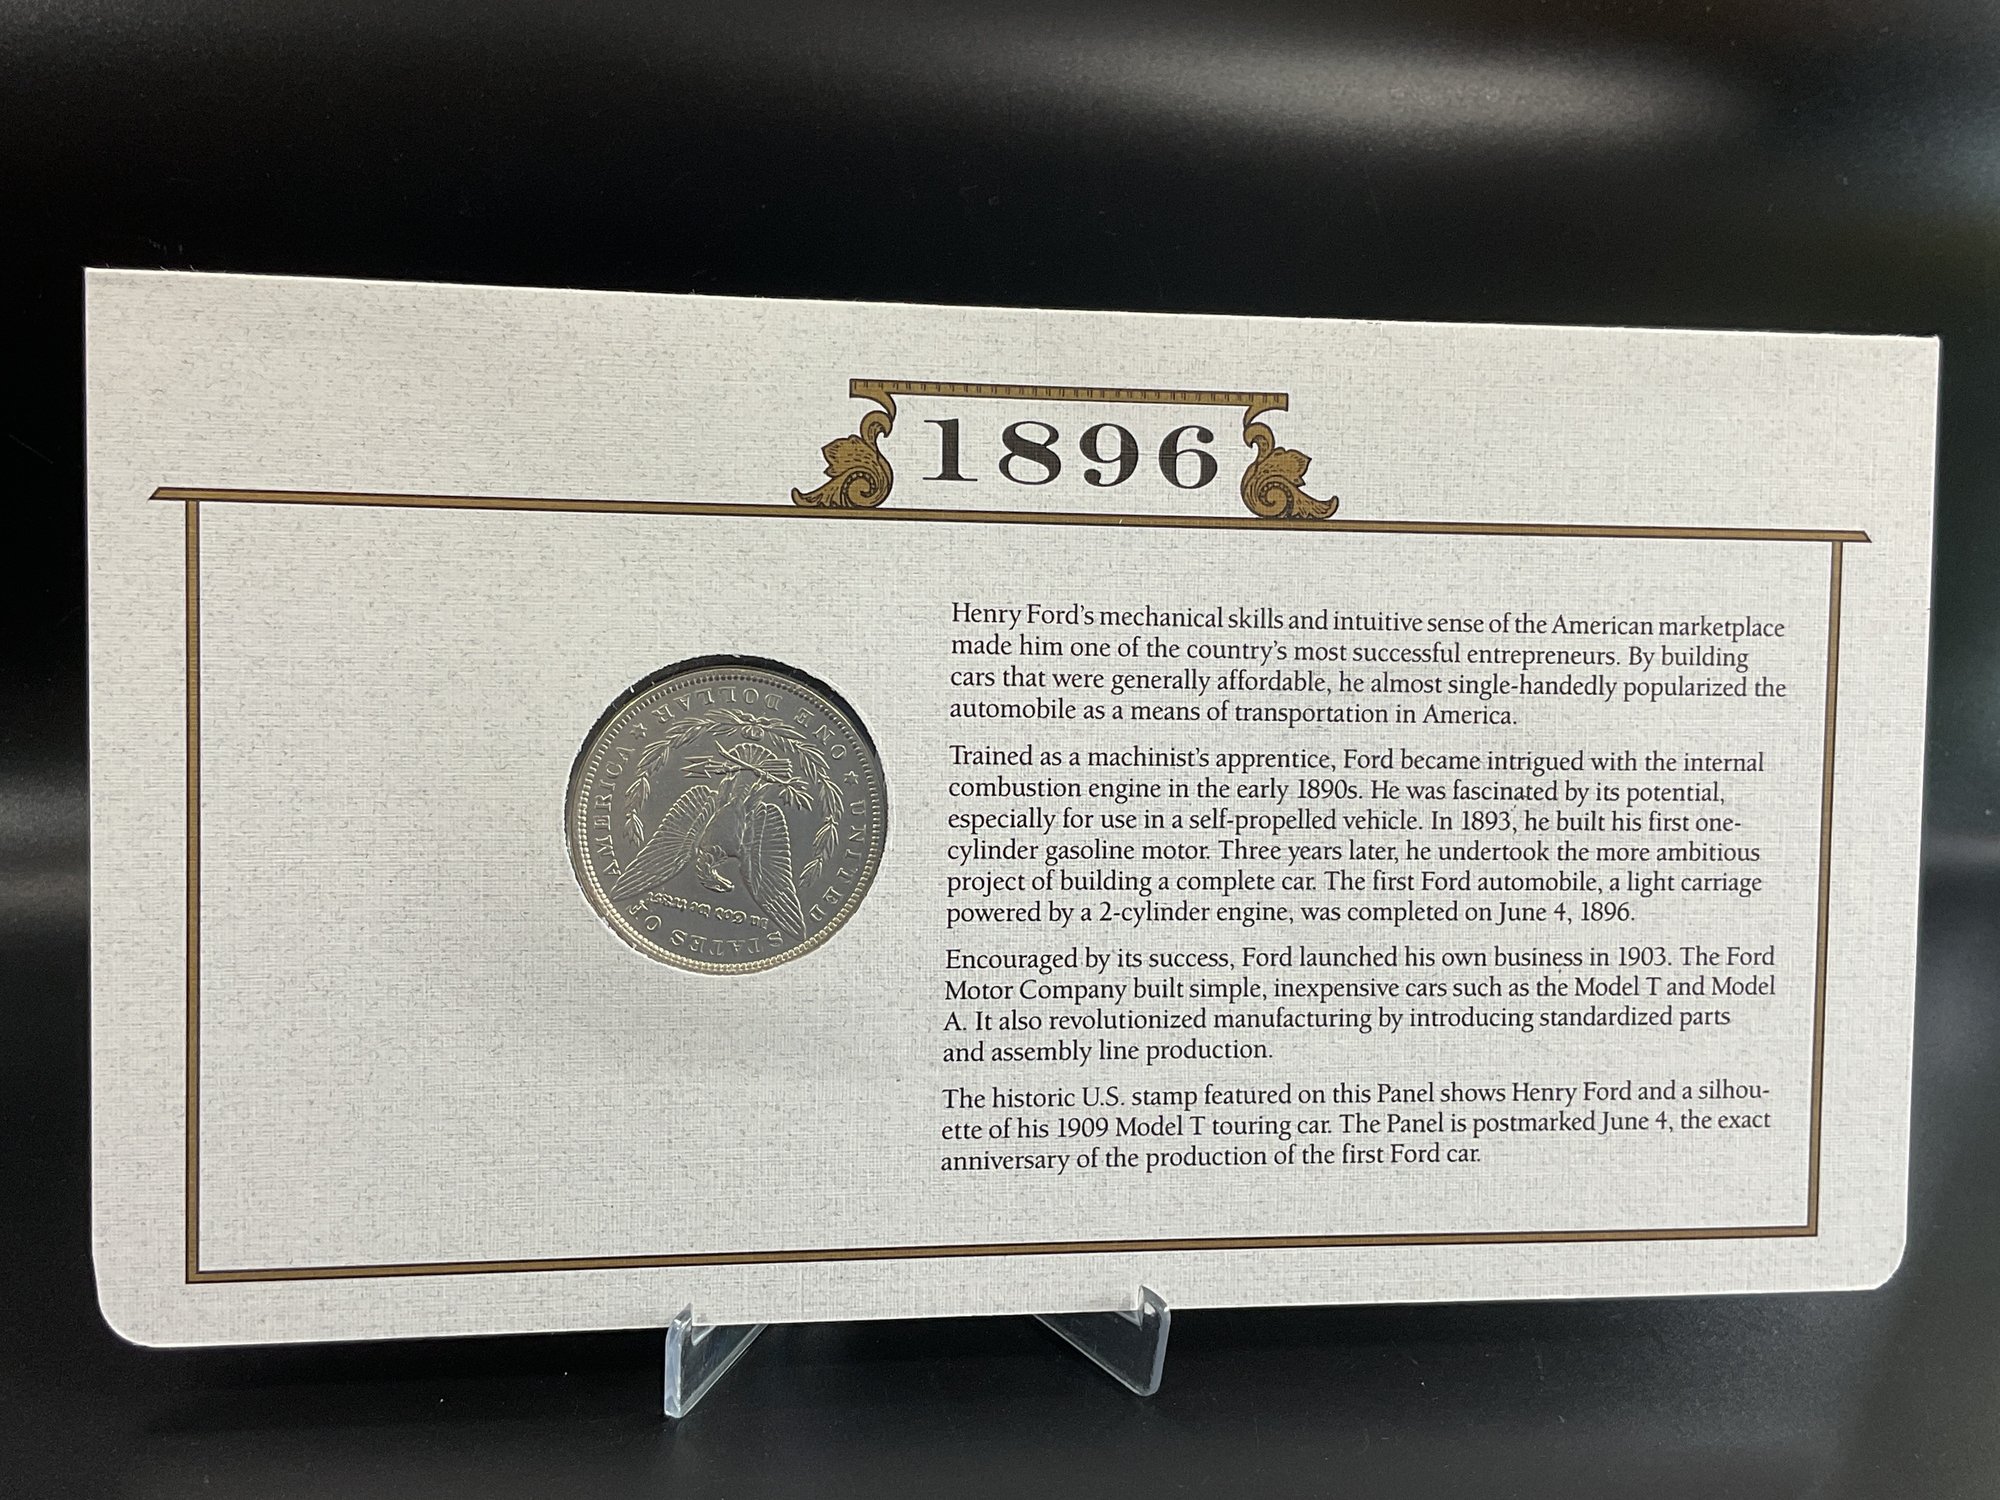 1896
Henry Ford's mechanical skills and intuitive sense of the American marketplace
made him one of the country's most successful entrepreneurs. By building
cars that were generally affordable, he almost single-handedly popularized the
automobile as a means of transportation in America.
Trained as a machinist's apprentice, Ford became intrigued with the internal
combustion engine in the early 1890s. He was fascinated by its potential,
especially for use in a self-propelled vehicle. In 1893, he built his first one-
cylinder gasoline motor. Three years later, he undertook the more ambitious
project of building a complete car. The first Ford automobile, a light carriage
powered by a 2-cylinder engine, was completed on June 4, 1896.
Encouraged by its success, Ford launched his own business in 1903. The Ford
Motor Company built simple, inexpensive cars such as the Model T and Model
A. It also revolutionized manufacturing by introducing standardized parts
and assembly line production.
The historic U.S. stamp featured on this Panel shows Henry Ford and a silhou-
ette of his 1909 Model T touring car. The Panel is postmarked June 4, the exact
anniversary of the production of the first Ford car.
UNITED STATES OF AMERICA
In God we trust
ONE DOLLAR